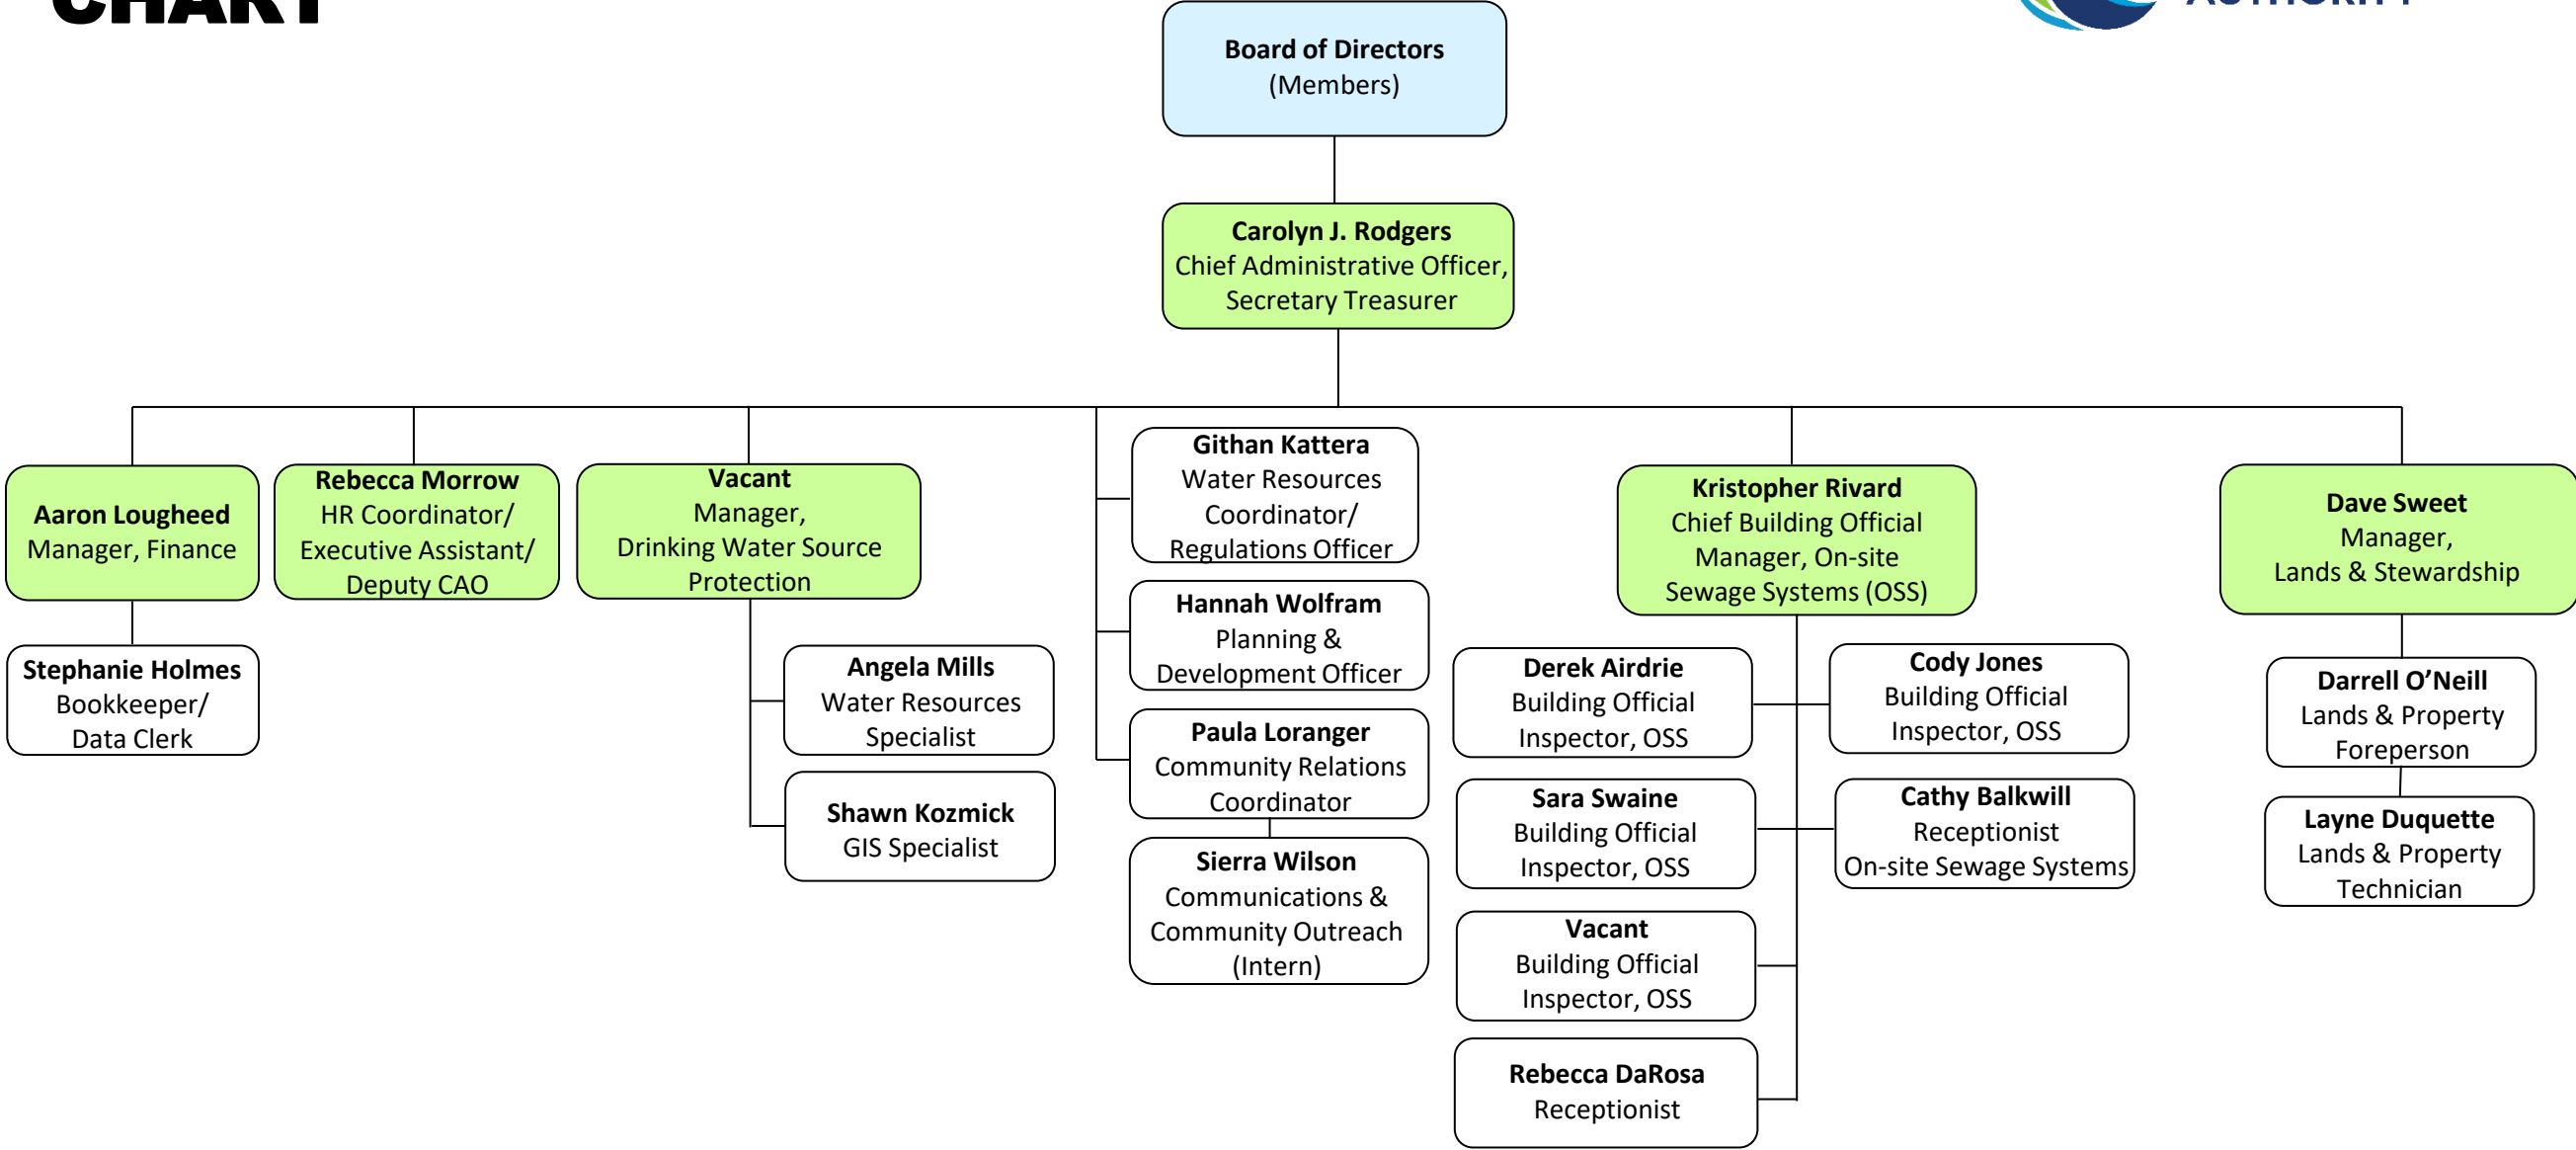 CHART
AUTHORITY
Board of Directors
(Members)
Carolyn J. Rodgers
Chief Administrative Officer,
Secretary Treasurer
Aaron Lougheed
Manager, Finance
Stephanie Holmes
Bookkeeper/
Data Clerk
Rebecca Morrow
HR Coordinator/
Executive Assistant/
Deputy CAO
Vacant
Manager,
Drinking Water Source
Protection
Angela Mills
Water Resources
Specialist
Shawn Kozmick
GIS Specialist
Githan Kattera
Water Resources
Coordinator/
Regulations Officer
Hannah Wolfram
Planning &
Development Officer
Paula Loranger
Community Relations
Coordinator
Sierra Wilson
Communications &
Community Outreach
(Intern)
Kristopher Rivard
Chief Building Official
Manager, On-site
Sewage Systems (OSS)
Derek Airdrie
Building Official
Inspector, OSS
Cody Jones
Building Official
Inspector, OSS
Sara Swaine
Building Official
Inspector, OSS
Cathy Balkwill
Receptionist
On-site Sewage Systems
Vacant
Building Official
Inspector, OSS
Rebecca DaRosa
Receptionist
Dave Sweet
Manager,
Lands & Stewardship
Darrell O’Neill
Lands & Property
Foreperson
Layne Duquette
Lands & Property
Technician